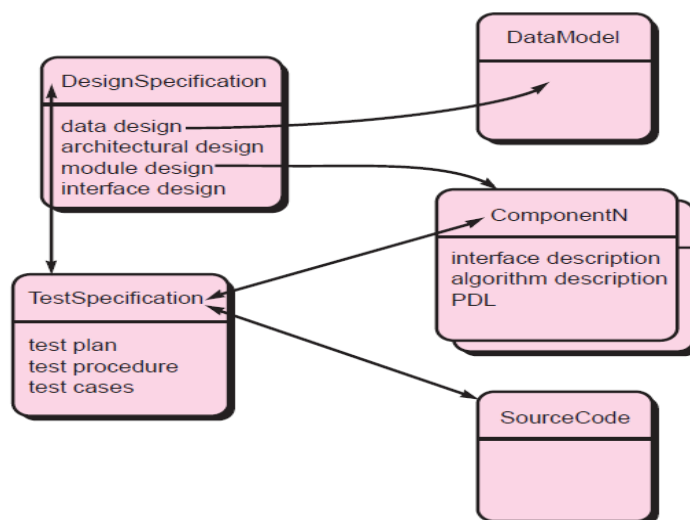 DesignSpecification
data design
architectural design
module design
interface design
DataModel
ComponentN
interface description
algorithm description
PDL
TestSpecification
test plan
test procedure
test cases
SourceCode